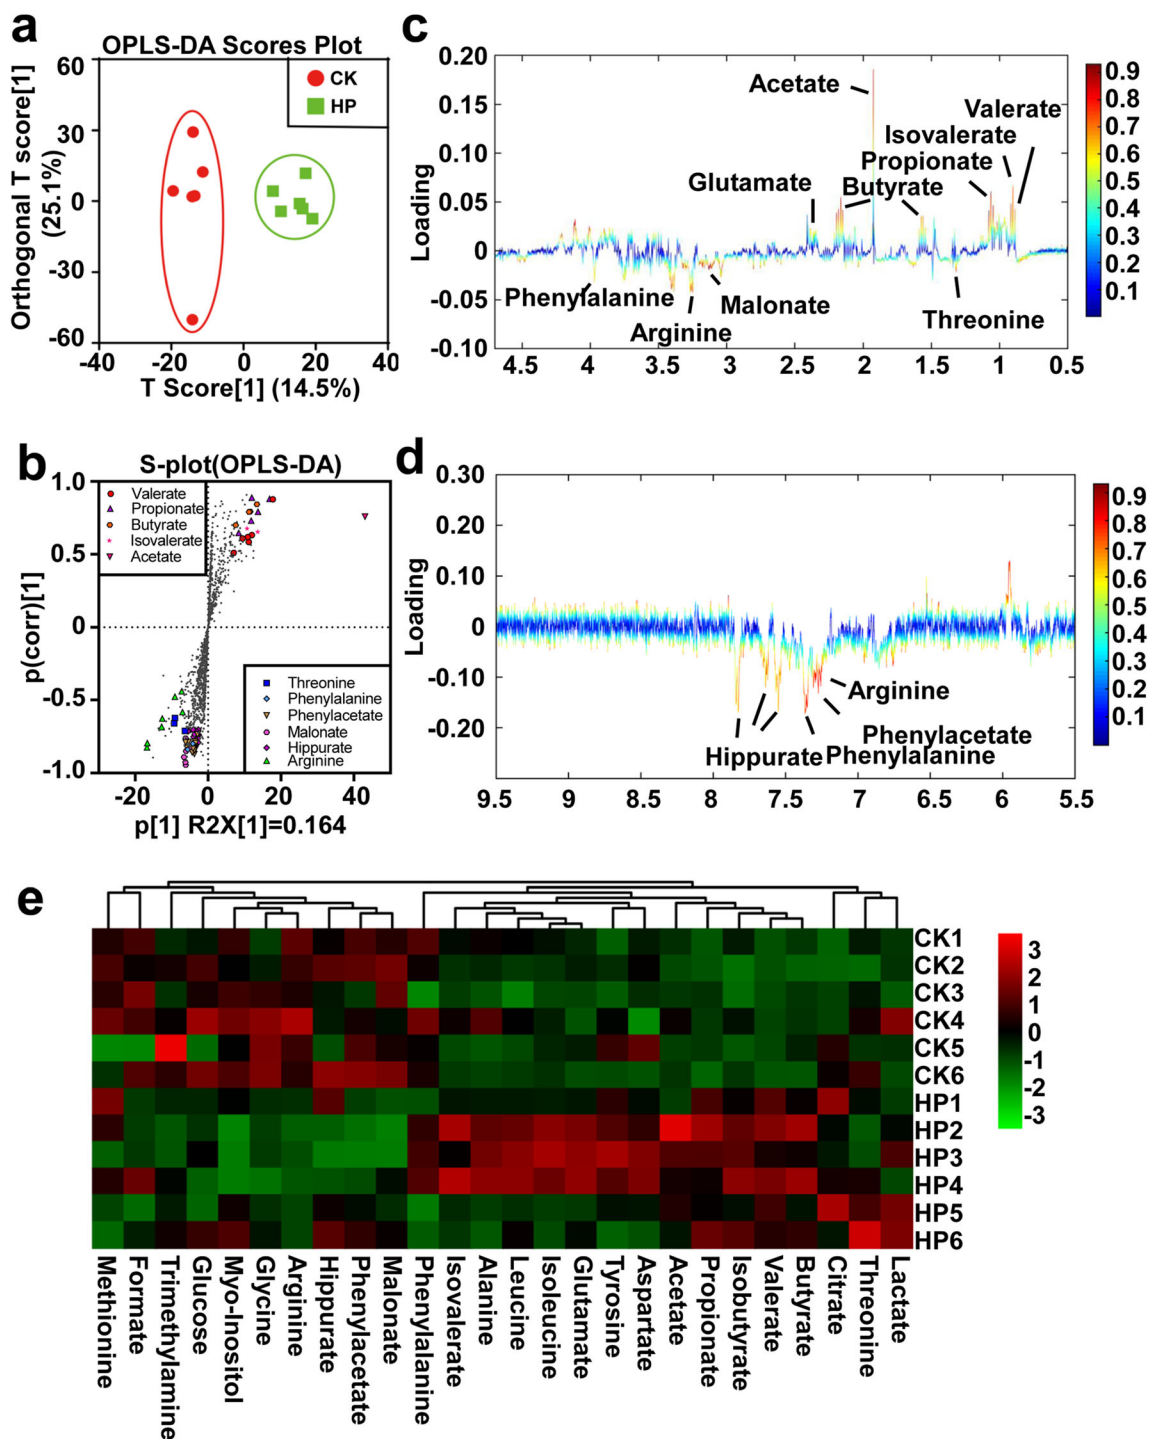 a
OPLS-DA Scores Plot
Orthogonal T score[1]
(25.1%)
60
30
0
-30
-60
CK
HP
-40
-20
0
20
40
T Score[1] (14.5%)
c
Loading
0.20
0.15
0.10
0.05
0
-0.05
-0.10
Acetate
Valerate
Isovalerate
Propionate
Glutamate
Butyrate
Phenylalanine
Malonate
Arginine
Threonine
4.5
4
3.5
3
2.5
2
1.5
1
0.5
0.9
0.8
0.7
0.6
0.5
0.4
0.3
0.2
0.1
b
S-plot(OPLS-DA)
p(corr)[1]
1.0
0.5
0
-0.5
-1.0
Valerate
Propionate
Butyrate
Isovalerate
Acetate
Threonine
Phenylalanine
Phenylacetate
Malonate
Hippurate
Arginine
-20
0
20
40
p[1] R2X[1]=0.164
d
Loading
0.30
0.20
0.10
0
-0.10
-0.20
Arginine
Phenylacetate
Hippurate
Phenylalanine
9.5
9
8.5
8
7.5
7
6.5
6
5.5
0.9
0.8
0.7
0.6
0.5
0.4
0.3
0.2
0.1
e
CK1
CK2
CK3
CK4
CK5
CK6
HP1
HP2
HP3
HP4
HP5
HP6
3
2
1
0
-1
-2
-3
Methionine
Formate
Trimethylamine
Glucose
Myo-Inositol
Glycine
Arginine
Hippurate
Phenylacetate
Malonate
Phenylalanine
Isovalerate
Alanine
Leucine
Isoleucine
Glutamate
Tyrosine
Aspartate
Acetate
Propionate
Isobutyrate
Valerate
Butyrate
Citrate
Threonine
Lactate